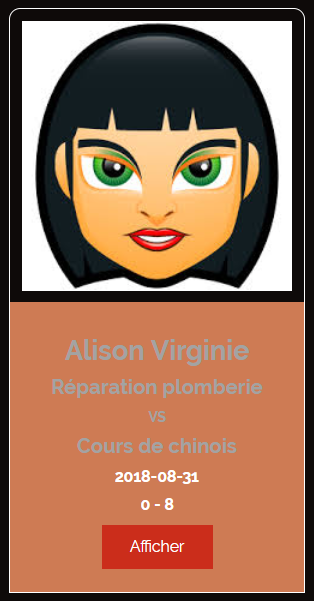 Alison Virginie
Réparation plomberie
vs
Cours de chinois
2018-08-31
0 - 8
Afficher